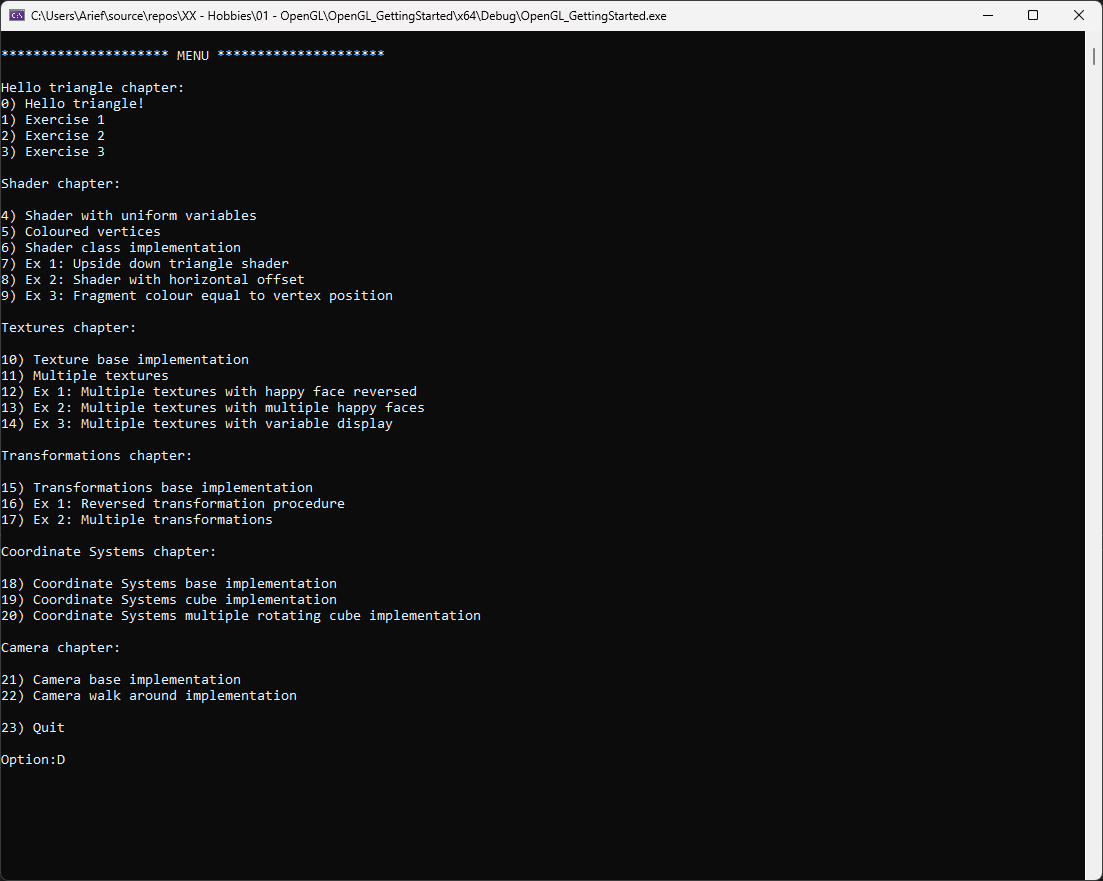 C:\Users\Arief\source\repos\XX - Hobbies\01 - OpenGL\OpenGL_GettingStarted\x64\Debug\OpenGL_GettingStarted.exe
********************* MENU *********************
Hello triangle chapter:
0) Hello triangle!
1) Exercise 1
2) Exercise 2
3) Exercise 3
Shader chapter:
4) Shader with uniform variables
5) Coloured vertices
6) Shader class implementation
7) Ex 1: Upside down triangle shader
8) Ex 2: Shader with horizontal offset
9) Ex 3: Fragment colour equal to vertex position
Textures chapter:
10) Texture base implementation
11) Multiple textures
12) Ex 1: Multiple textures with happy face reversed
13) Ex 2: Multiple textures with multiple happy faces
14) Ex 3: Multiple textures with variable display
Transformations chapter:
15) Transformations base implementation
16) Ex 1: Reversed transformation procedure
17) Ex 2: Multiple transformations
Coordinate Systems chapter:
18) Coordinate Systems base implementation
19) Coordinate Systems cube implementation
20) Coordinate Systems multiple rotating cube implementation
Camera chapter:
21) Camera base implementation
22) Camera walk around implementation
23) Quit
Option:D